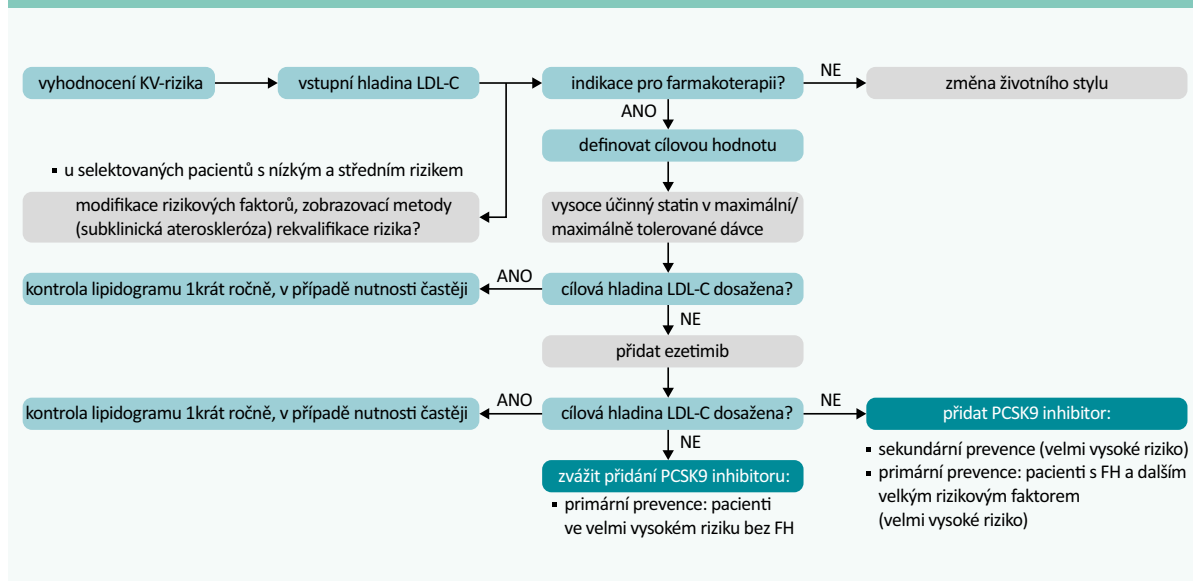 vyhodnocení KV-rizika
vstupní hladina LDL-C
indikace pro farmakoterapii?
NE
změna životního stylu
ANO
definovat cílovou hodnotu
▪ u selektovaných pacientů s nízkým a středním rizikem
modifikace rizikových faktorů, zobrazovací metody
(subklinická ateroskleróza) rekvalifikace rizika?
vysoce účinný statin v maximální/
maximálně tolerované dávce
kontrola lipidogramu 1krát ročně, v případě nutnosti častěji
ANO
cílová hladina LDL-C dosažena?
NE
přidat ezetimib
kontrola lipidogramu 1krát ročně, v případě nutnosti častěji
ANO
cílová hladina LDL-C dosažena?
NE
přidat PCSK9 inhibitor:
NE
▪ sekundární prevence (velmi vysoké riziko)
▪ primární prevence: pacienti s FH a dalším
velkým rizikovým faktorem
(velmi vysoké riziko)
zvážit přidání PCSK9 inhibitoru:
▪ primární prevence: pacienti
ve velmi vysokém riziku bez FH